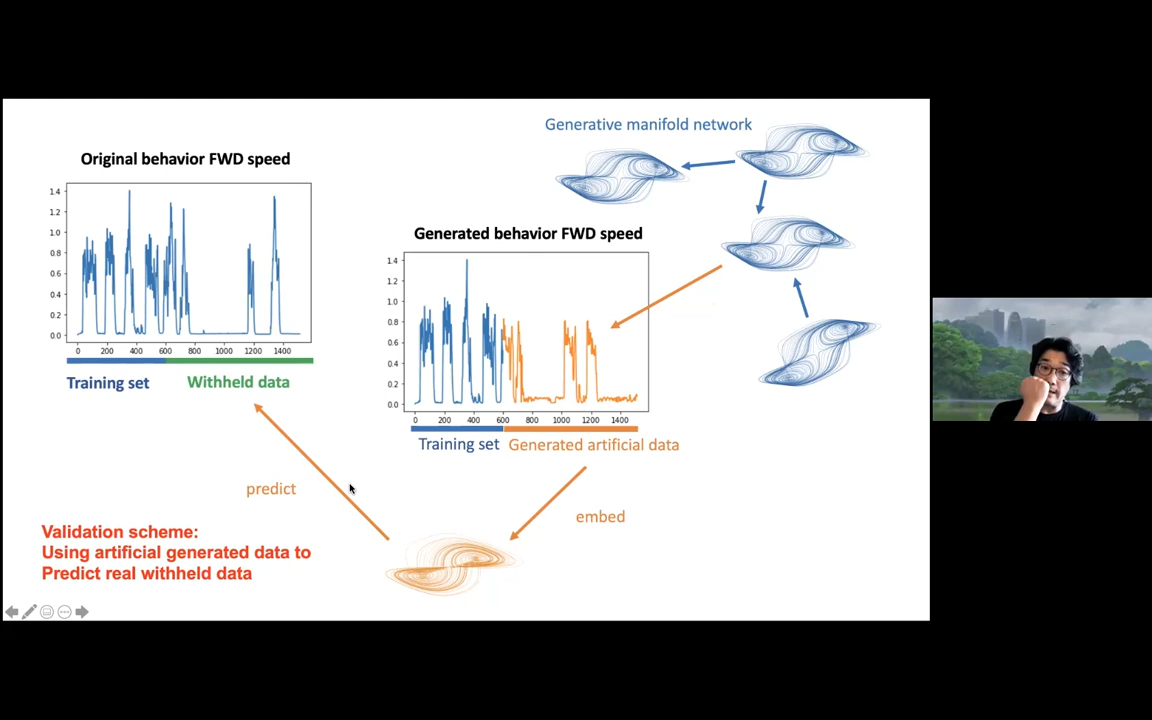 Generative manifold network
Original behavior FWD speed
1.4
1.2
1.0
0.8
0.6
0.4
0.2
0.0
0 200 400 600 800 1000 1200 1400
Training set Withheld data
Generated behavior FWD speed
1.4
1.2
1.0
0.8
0.6
0.4
0.2
0.0
0 200 400 600 800 1000 1200 1400
Training set Generated artificial data
predict
embed
Validation scheme:
Using artificial generated data to
Predict real withheld data